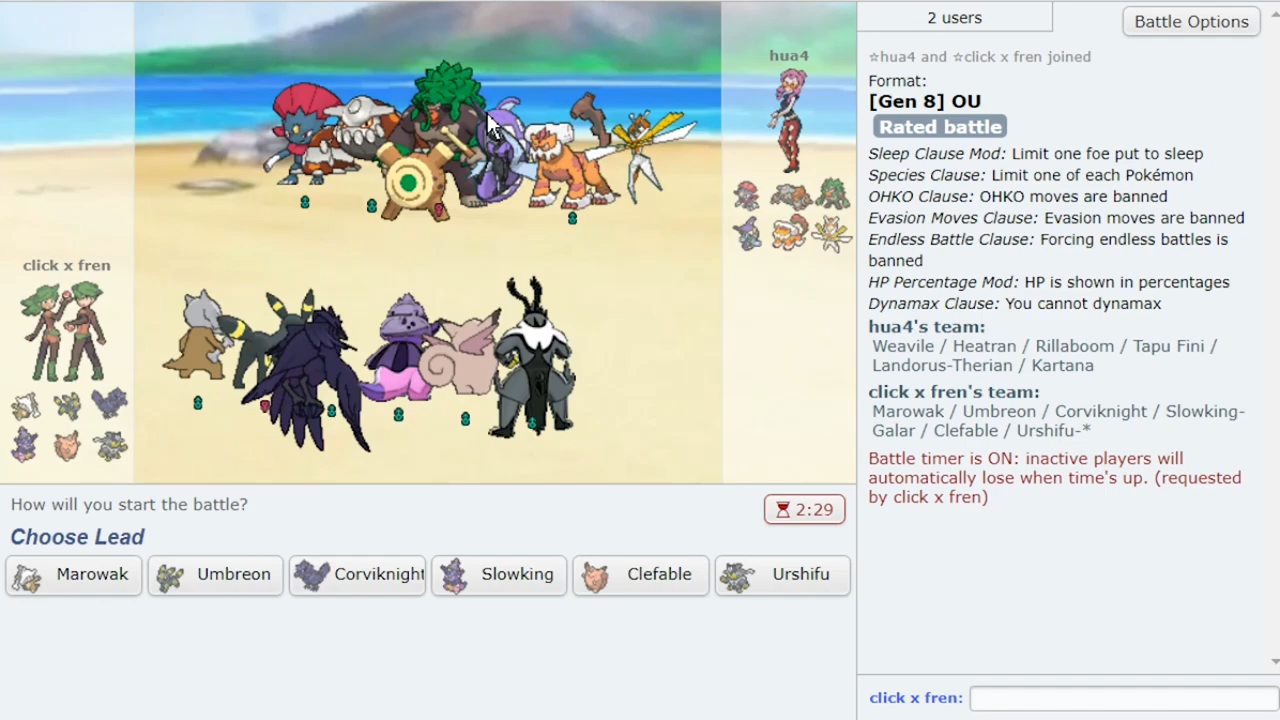 2 users
Battle Options
☆hua4 and ☆click x fren joined
Format:
[Gen 8] OU
Rated battle
Sleep Clause Mod: Limit one foe put to sleep
Species Clause: Limit one of each Pokémon
OHKO Clause: OHKO moves are banned
Evasion Moves Clause: Evasion moves are banned
Endless Battle Clause: Forcing endless battles is
banned
HP Percentage Mod: HP is shown in percentages
Dynamax Clause: You cannot dynamax
hua4's team:
Weavile / Heatran / Rillaboom / Tapu Fini /
Landorus-Therian / Kartana
click x fren's team:
Marowak / Umbreon / Corviknight / Slowking-
Galar / Clefable / Urshifu-*
Battle timer is ON: inactive players will
automatically lose when time's up. (requested
by click x fren)
hua4
click x fren
How will you start the battle?
2:29
Choose Lead
Marowak
Umbreon
Corviknight
Slowking
Clefable
Urshifu
click x fren: